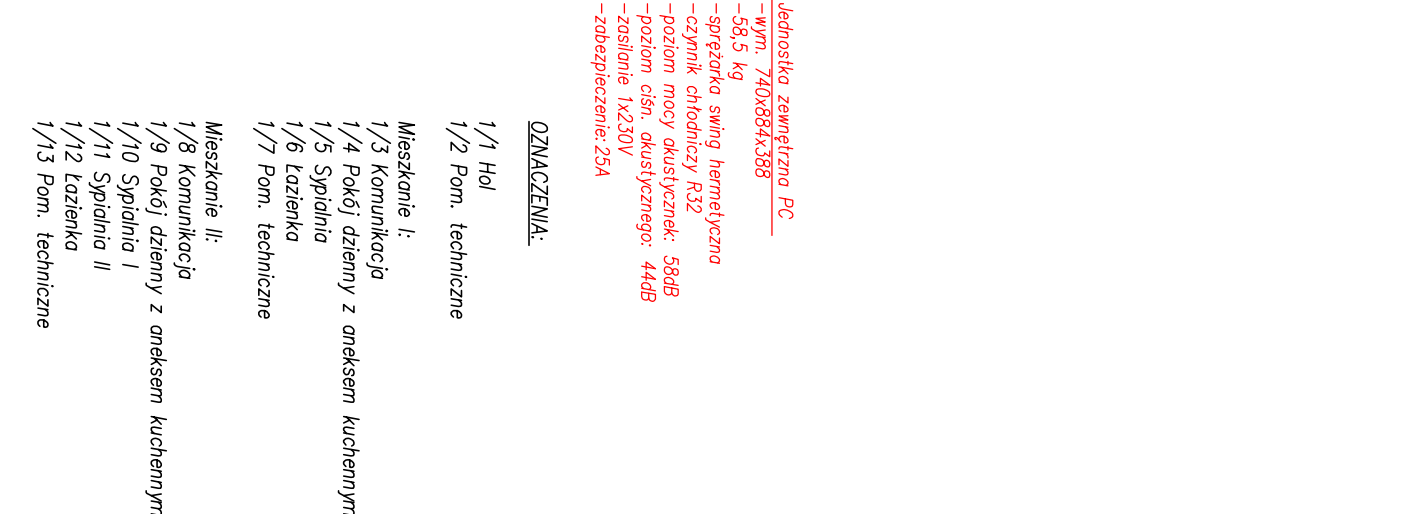 Jednostka zewnętrzna PC
-wym. 740x884x388
-58,5 kg
-sprężarka swing hermetyczna
-czynnik chłodniczy R32
-poziom mocy akustycznek: 58dB
-poziom ciśn. akustycznego: 44dB
-zasilanie 1x230V
-zabezpieczenie: 25A
OZNACZENIA:
1/1 Hol
1/2 Pom. techniczne
Mieszkanie I:
1/3 Komunikacja
1/4 Pokój dzienny z aneksem kuchennym
1/5 Sypialnia
1/6 Łazienka
1/7 Pom. techniczne
Mieszkanie II:
1/8 Komunikacja
1/9 Pokój dzienny z aneksem kuchennym
1/10 Sypialnia I
1/11 Sypialnia II
1/12 Łazienka
1/13 Pom. techniczne